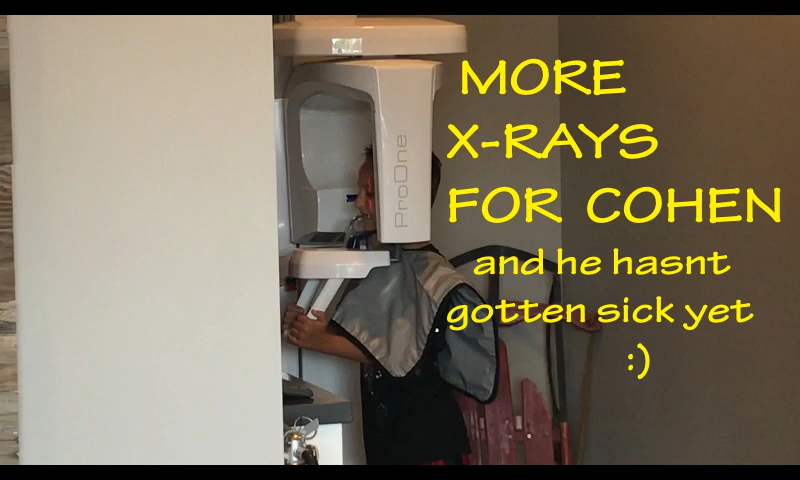 MORE
X-RAYS
FOR COHEN
and he hasnt
gotten sick yet
:)
ProOne